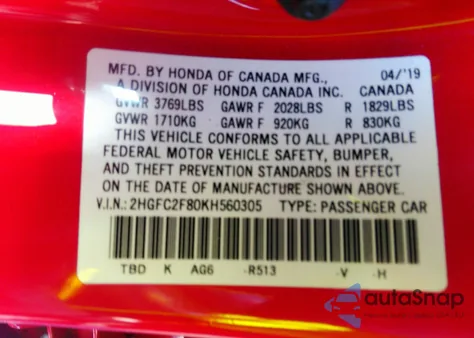 MFD. BY HONDA OF CANADA MFG., 04/'19
A DIVISION OF HONDA CANADA INC.
GVWR 3769LBS GAWR F 2028LBS R 1829LBS
GVWR 1710KG GAWR F 920KG R 830KG
THIS VEHICLE CONFORMS TO ALL APPLICABLE
FEDERAL MOTOR VEHICLE SAFETY, BUMPER,
AND THEFT PREVENTION STANDARDS IN EFFECT
ON THE DATE OF MANUFACTURE SHOWN ABOVE.
V.I.N.: 2HGFC2F80KH560305 TYPE: PASSENGER CAR
TBD K AG6 -R513 -V -H
autoSnap